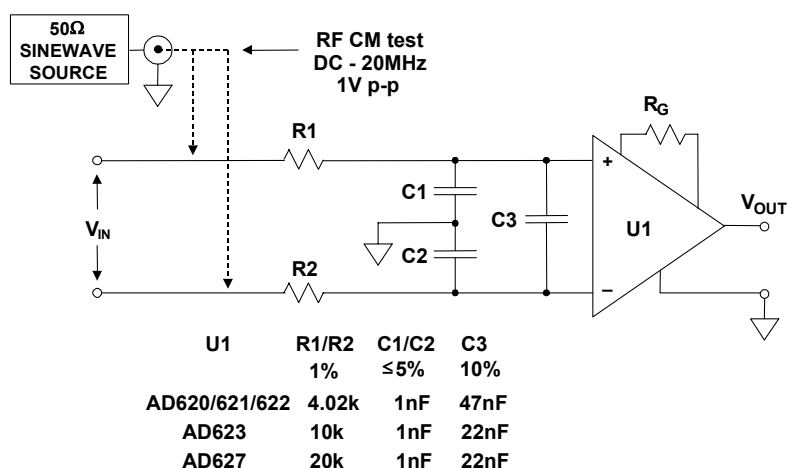 50Ω
SINEWAVE
SOURCE
RF CM test
DC - 20MHz
1V p-p
R1
RG
+
C1
C3
VIN
C2
U1
VOUT
R2
−
U1 R1/R2 C1/C2 C3
1% ≤5% 10%
AD620/621/622 4.02k 1nF 47nF
AD623 10k 1nF 22nF
AD627 20k 1nF 22nF